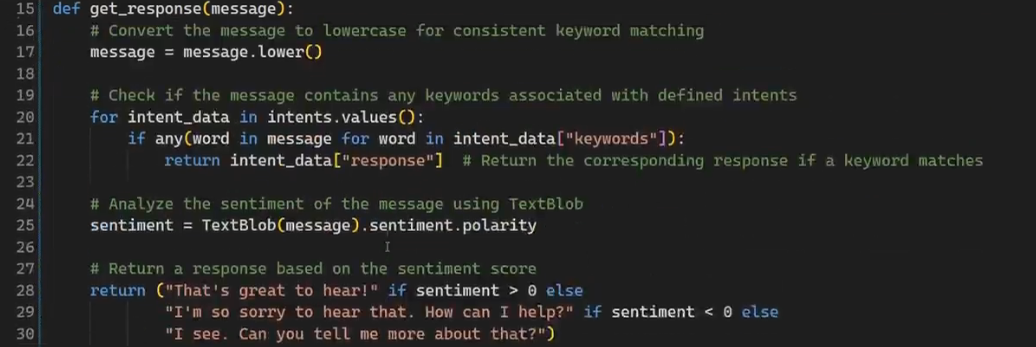 15 def get_response(message):
16     # Convert the message to lowercase for consistent keyword matching
17     message = message.lower()
18
19     # Check if the message contains any keywords associated with defined intents
20     for intent_data in intents.values():
21         if any(word in message for word in intent_data["keywords"]):
22             return intent_data["response"]  # Return the corresponding response if a keyword matches
23
24     # Analyze the sentiment of the message using TextBlob
25     sentiment = TextBlob(message).sentiment.polarity
26
27     # Return a response based on the sentiment score
28     return ("That's great to hear!" if sentiment > 0 else
29             "I'm so sorry to hear that. How can I help?" if sentiment < 0 else
30             "I see. Can you tell me more about that?")